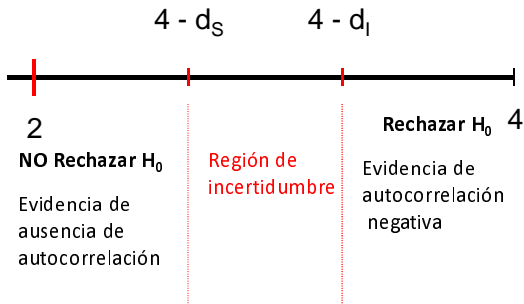 4 - dS
4 - dI
2
4
NO Rechazar H0
Evidencia de
ausencia de
autocorrelación
Región de
incertidumbre
Rechazar H0
Evidencia de
autocorrelación
negativa